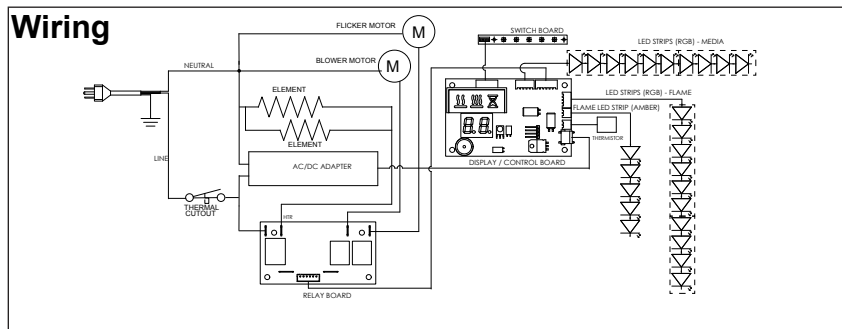 Wiring
FLICKER MOTOR
M
SWITCH BOARD
LED STRIPS (RGB) - MEDIA
BLOWER MOTOR
M
NEUTRAL
LED STRIPS (RGB) - FLAME
ELEMENT
FLAME LED STRIP (AMBER)
THERMISTOR
ELEMENT
LINE
AC/DC ADAPTER
DISPLAY / CONTROL BOARD
THERMAL
CUTOUT
HTR
RELAY BOARD